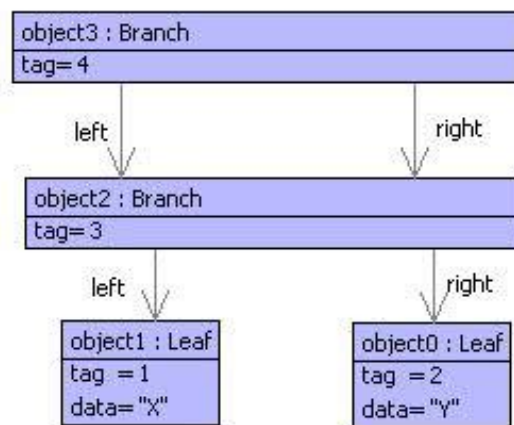 object3 : Branch
tag= 4
left
right
object2 : Branch
tag= 3
left
right
object1 : Leaf
tag =1
data= "X"
object0 : Leaf
tag =2
data= "Y"